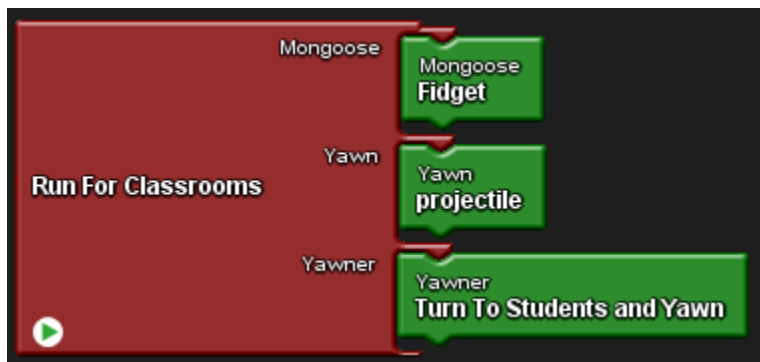 Mongoose
Mongoose
Fidget
Yawn
Yawn
projectile
Run For Classrooms
Yawner
Yawner
Turn To Students and Yawn